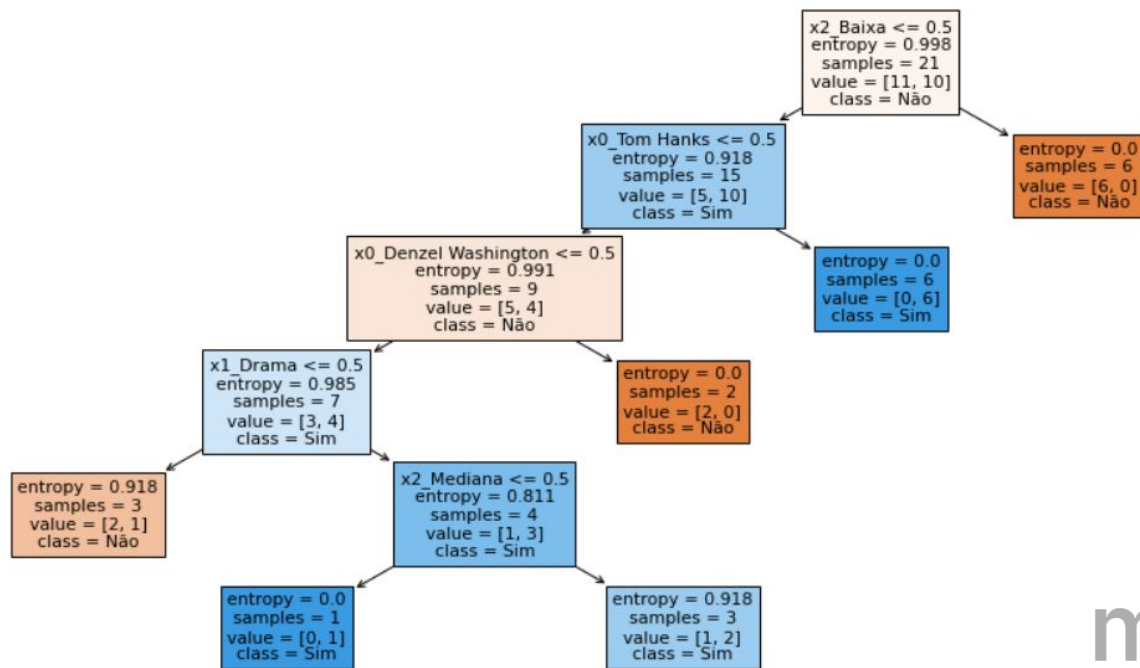 x2_Baixa <= 0.5
entropy = 0.998
samples = 21
value = [11, 10]
class = Não
x0_Tom Hanks <= 0.5
entropy = 0.918
samples = 15
value = [5, 10]
class = Sim
entropy = 0.0
samples = 6
value = [6, 0]
class = Não
x0_Denzel Washington <= 0.5
entropy = 0.991
samples = 9
value = [5, 4]
class = Não
entropy = 0.0
samples = 6
value = [0, 6]
class = Sim
x1_Drama <= 0.5
entropy = 0.985
samples = 7
value = [3, 4]
class = Sim
entropy = 0.0
samples = 2
value = [2, 0]
class = Não
entropy = 0.918
samples = 3
value = [2, 1]
class = Não
x2_Mediana <= 0.5
entropy = 0.811
samples = 4
value = [1, 3]
class = Sim
entropy = 0.0
samples = 1
value = [0, 1]
class = Sim
entropy = 0.918
samples = 3
value = [1, 2]
class = Sim
m